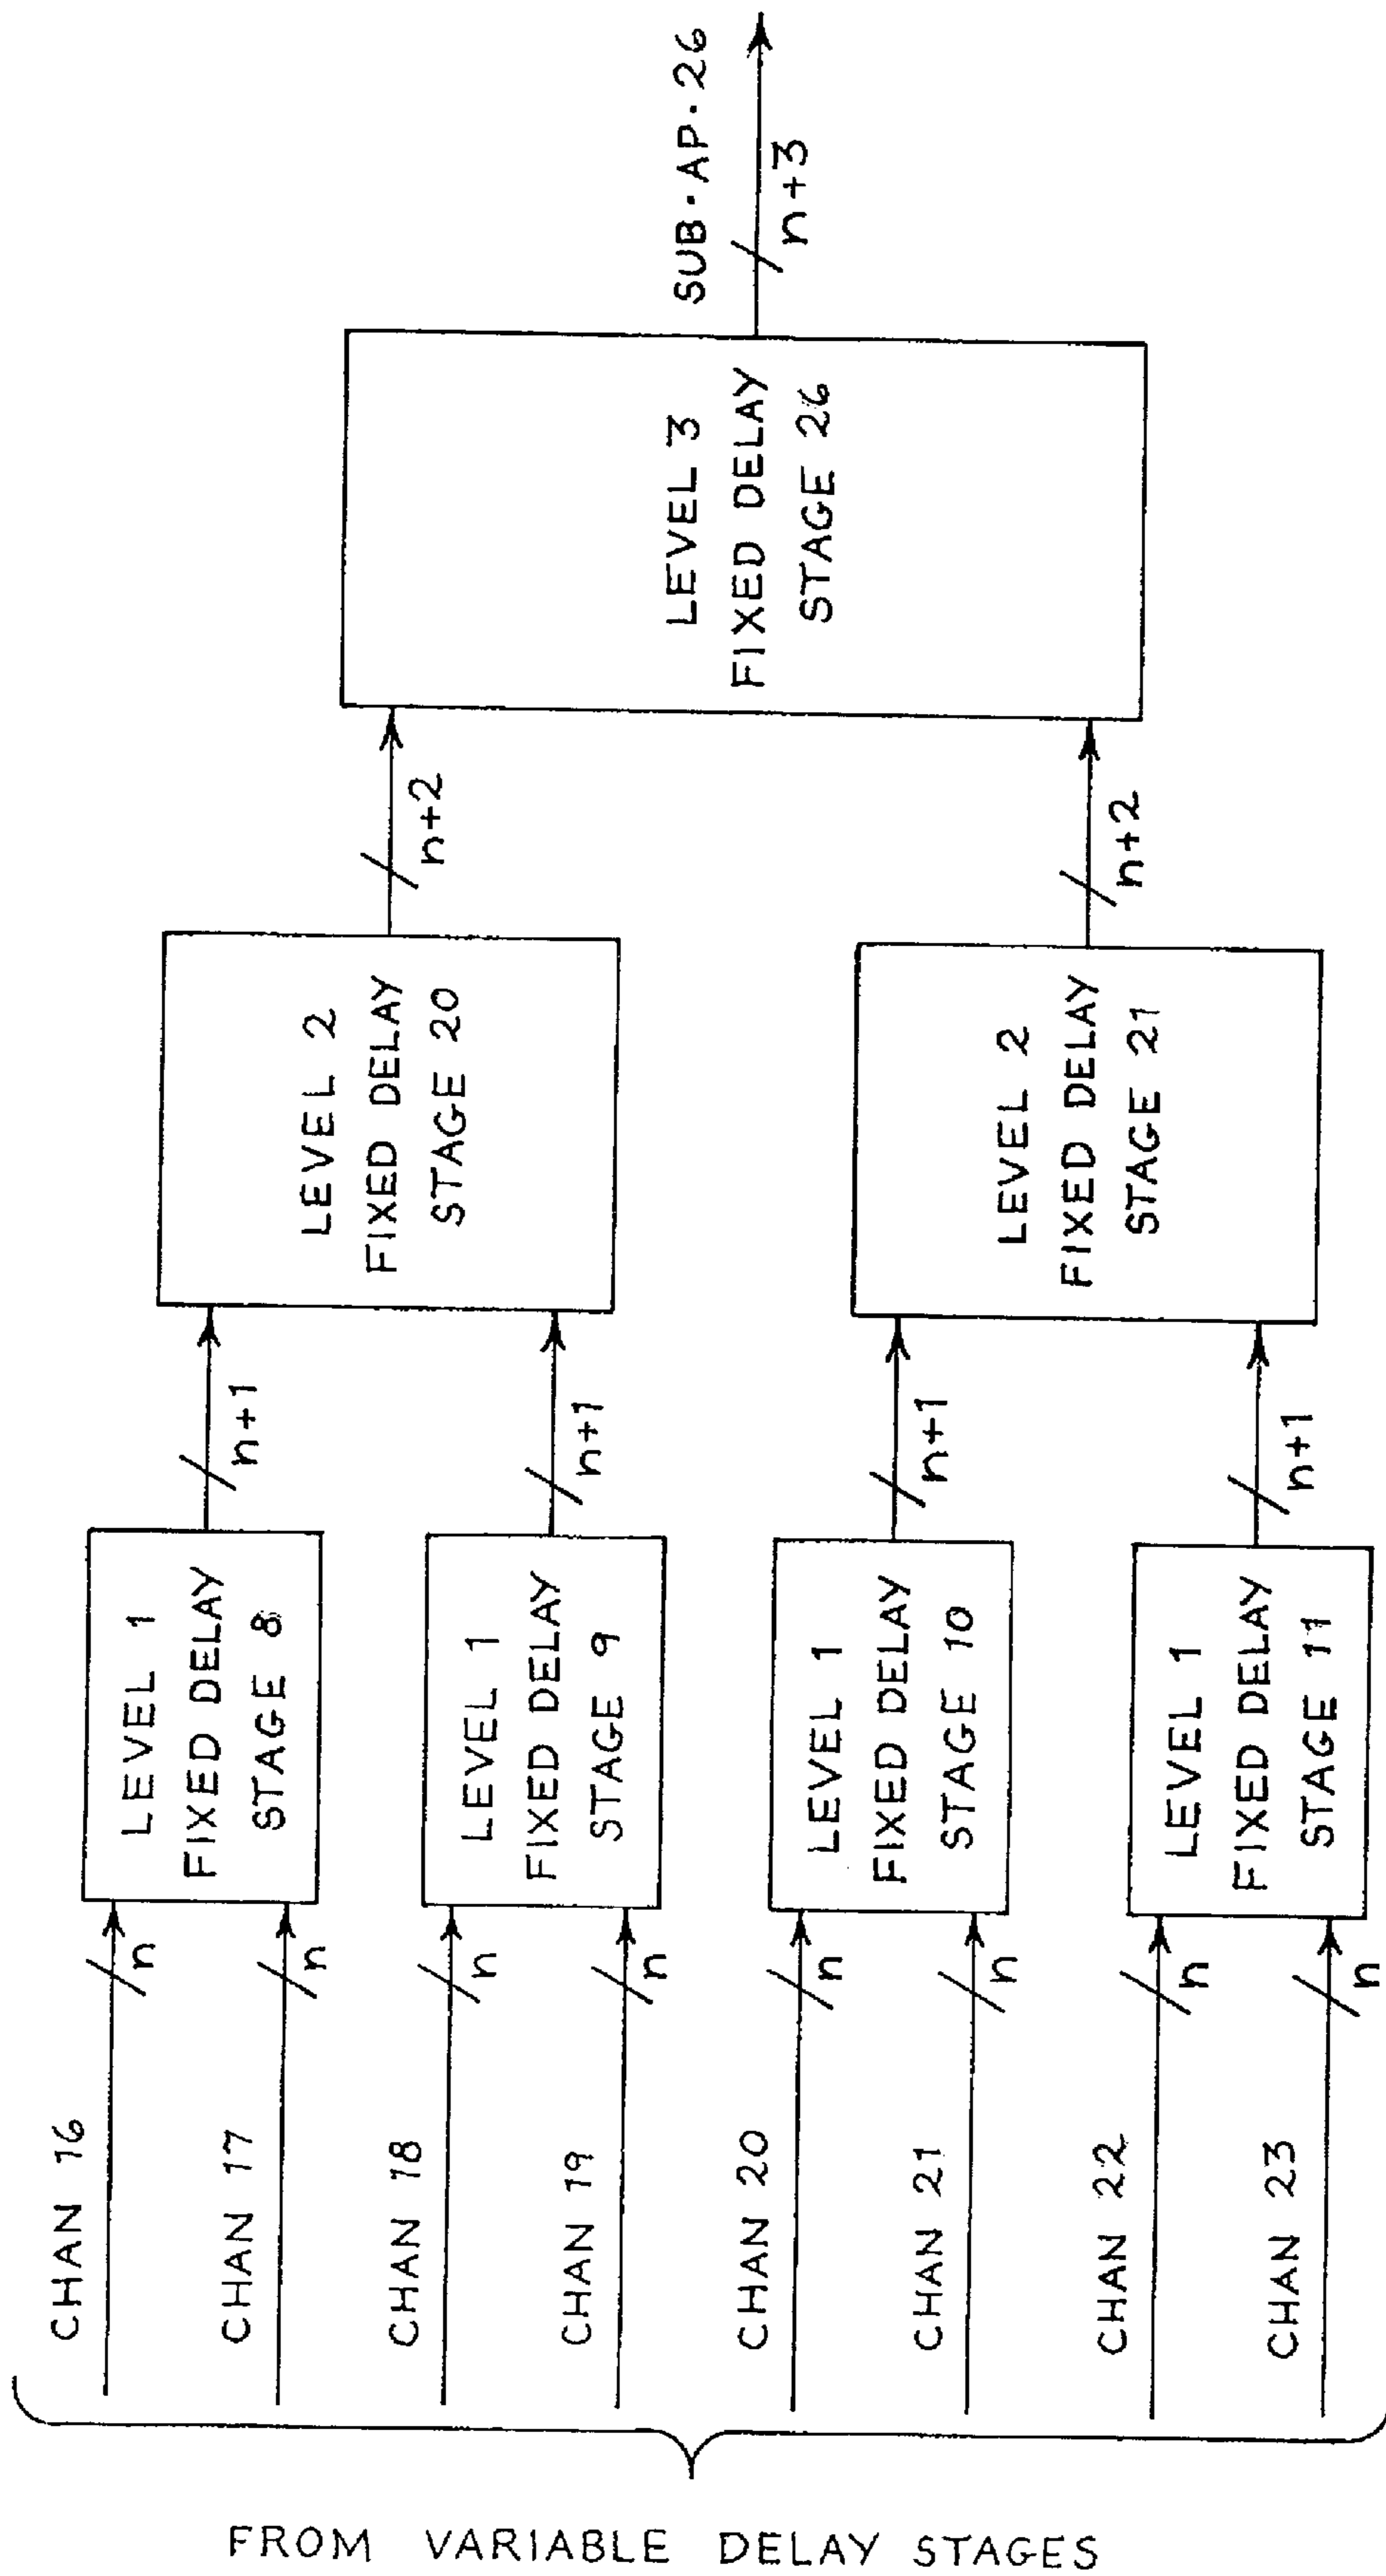 FROM VARIABLE DELAY STAGES
CHAN 16
n
CHAN 17
n
CHAN 18
n
CHAN 19
n
CHAN 20
n
CHAN 21
n
CHAN 22
n
CHAN 23
n
LEVEL 1
FIXED DELAY
STAGE 8
n+1
LEVEL 1
FIXED DELAY
STAGE 9
n+1
LEVEL 1
FIXED DELAY
STAGE 10
n+1
LEVEL 1
FIXED DELAY
STAGE 11
n+1
LEVEL 2
FIXED DELAY
STAGE 20
n+2
LEVEL 2
FIXED DELAY
STAGE 21
n+2
LEVEL 3
FIXED DELAY
STAGE 26
SUB·AP·26
n+3